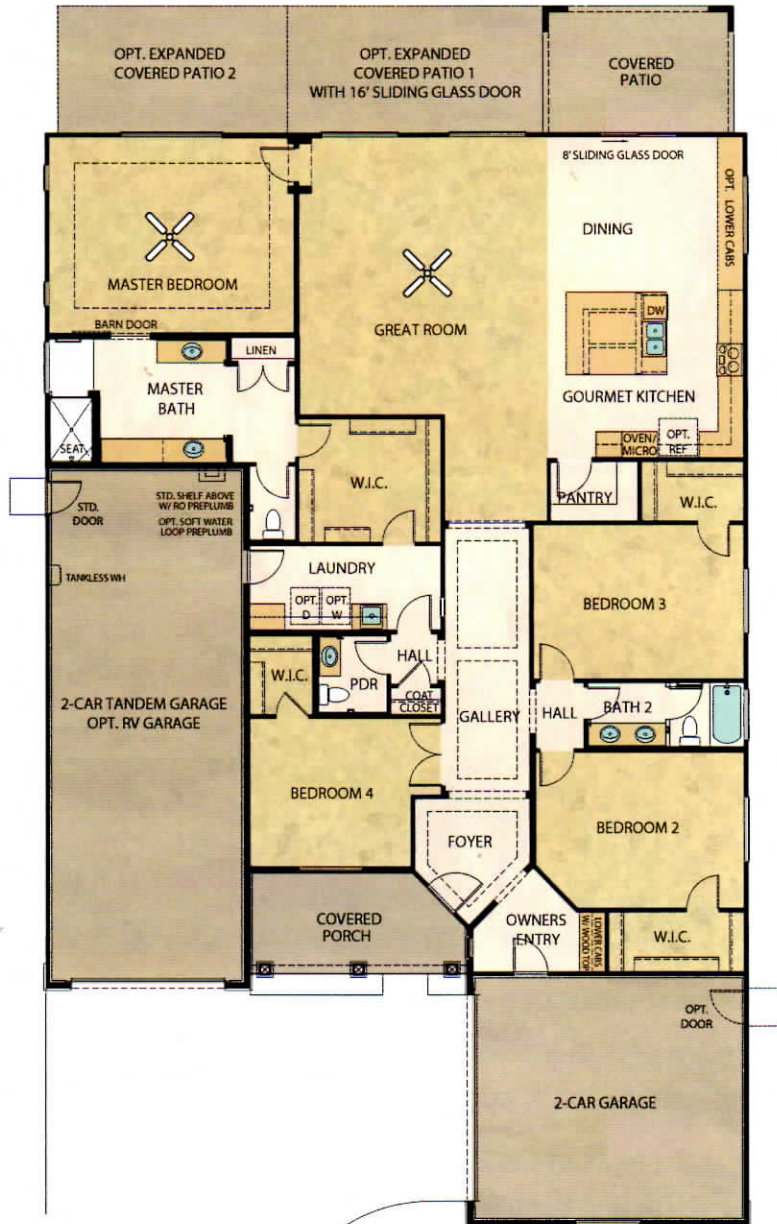 OPT. EXPANDED
COVERED PATIO 2
OPT. EXPANDED
COVERED PATIO 1
WITH 16' SLIDING GLASS DOOR
COVERED
PATIO
8' SLIDING GLASS DOOR
OPT. LOWER CABS
DINING
MASTER BEDROOM
GREAT ROOM
DW
BARN DOOR
LINEN
MASTER
BATH
GOURMET KITCHEN
SEAT
OVEN/
MICRO
OPT.
REF
W.I.C.
PANTRY
W.I.C.
STD.
DOOR
STD. SHELF ABOVE
W/ RO PREPLUMB
OPT. SOFT WATER
LOOP PREPLUMB
TANKLESS WH
LAUNDRY
OPT.
D
OPT.
W
BEDROOM 3
HALL
W.I.C.
PDR
COAT
CLOSET
2-CAR TANDEM GARAGE
OPT. RV GARAGE
GALLERY
HALL
BATH 2
BEDROOM 4
BEDROOM 2
FOYER
COVERED
PORCH
OWNERS
ENTRY
LOWER CABS
W/ WOOD TOP
W.I.C.
OPT.
DOOR
2-CAR GARAGE